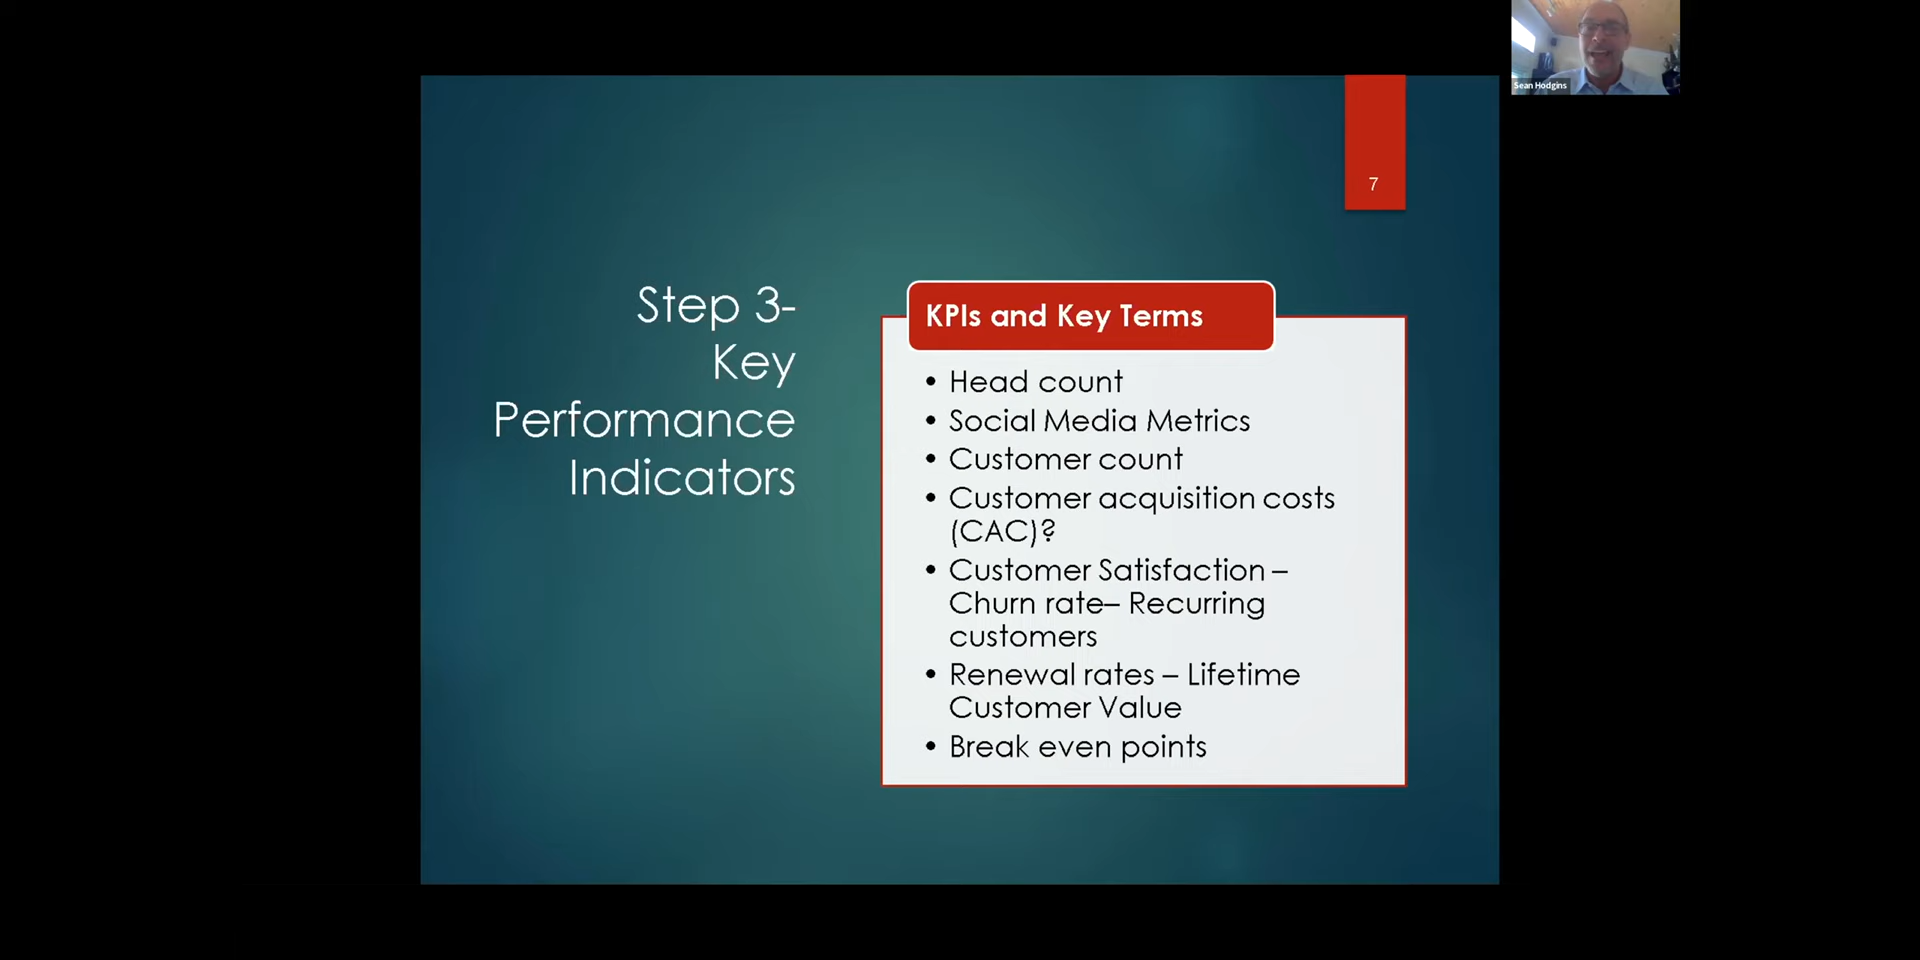 Sean Hodgins
7
Step 3-
Key
Performance
Indicators
KPIs and Key Terms
• Head count
• Social Media Metrics
• Customer count
• Customer acquisition costs
(CAC)?
• Customer Satisfaction –
Churn rate– Recurring
customers
• Renewal rates – Lifetime
Customer Value
• Break even points